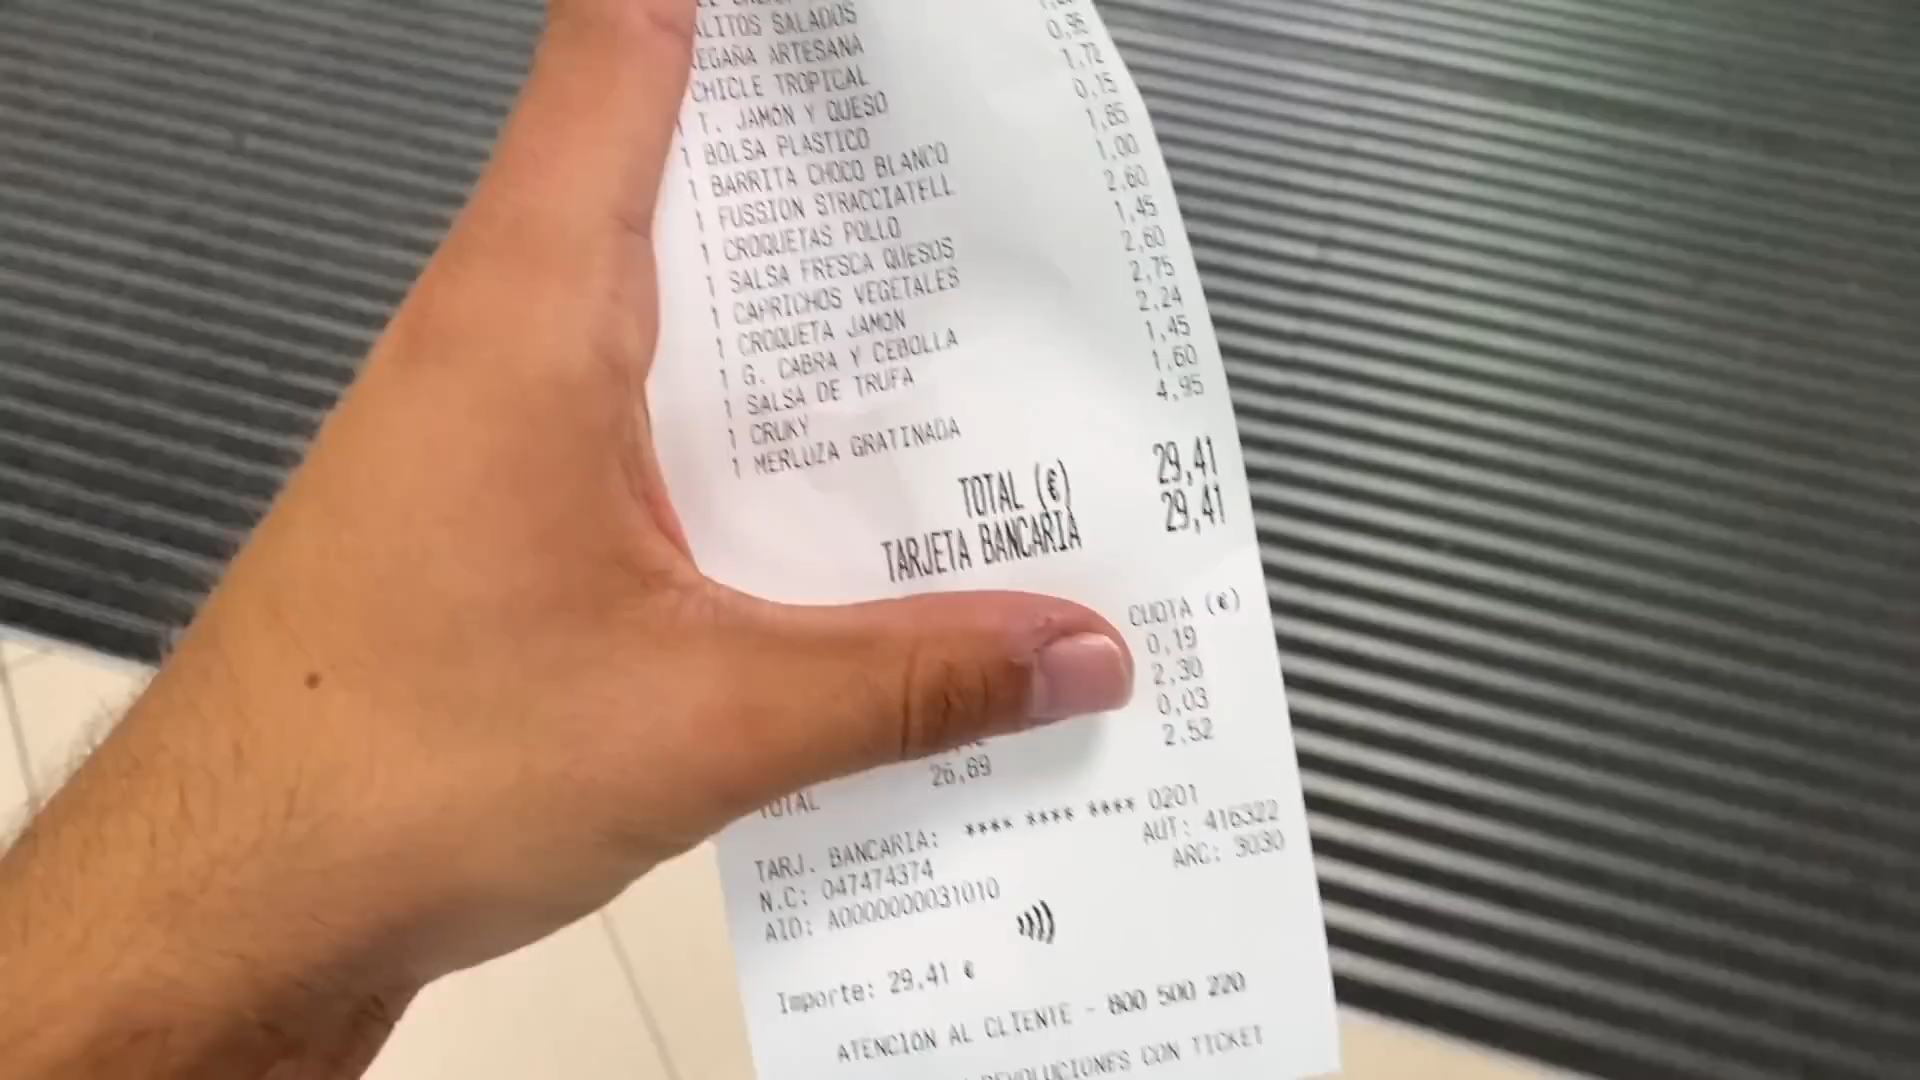 ALITOS SALADOS
EGAÑA ARTESANA
CHICLE TROPICAL 0,95
1 T. JAMON Y QUESO 1,72
1 BOLSA PLASTICO 0,15
1 BARRITA CHOCO BLANCO 1,85
1 FUSSION STRACCIATELL 1,00
1 CROQUETAS POLLO 2,60
1 SALSA FRESCA QUESOS 1,45
1 CAPRICHOS VEGETALES 2,60
1 CROQUETA JAMON 2,75
1 G. CABRA Y CEBOLLA 2,24
1 SALSA DE TRUFA 1,45
1 CRUKY 1,60
1 MERLUZA GRATINADA 4,95
TOTAL (€) 29,41
TARJETA BANCARIA 29,41
CUOTA (€)
0,19
2,30
0,03
TOTAL 26,89 2,52
TARJ. BANCARIA: **** **** **** 0201
N.C: 047474374 AUT: 416322
AID: A0000000031010 ARC: 3030
Importe: 29,41 €
ATENCION AL CLIENTE - 800 500 220
DEVOLUCIONES CON TICKET